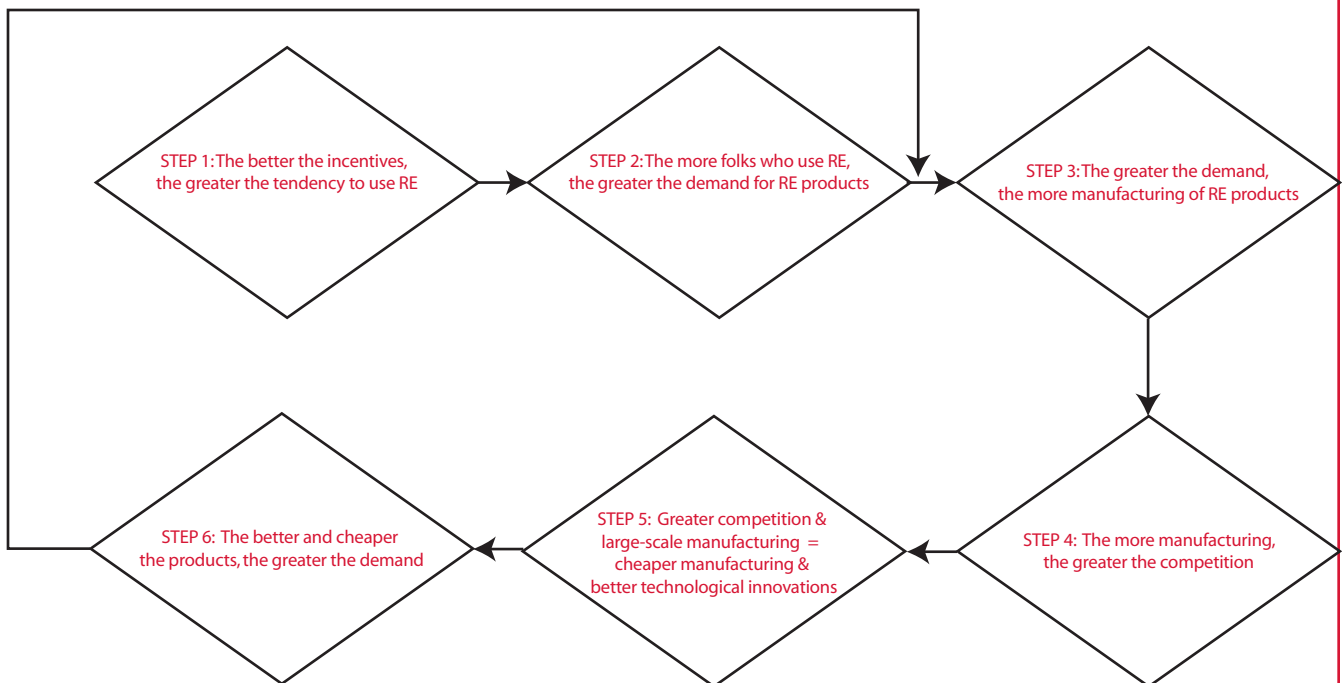 STEP 1: The better the incentives,
the greater the tendency to use RE
STEP 2: The more folks who use RE,
the greater the demand for RE products
STEP 3: The greater the demand,
the more manufacturing of RE products
STEP 4: The more manufacturing,
the greater the competition
STEP 5: Greater competition &
large-scale manufacturing =
cheaper manufacturing &
better technological innovations
STEP 6: The better and cheaper
the products, the greater the demand